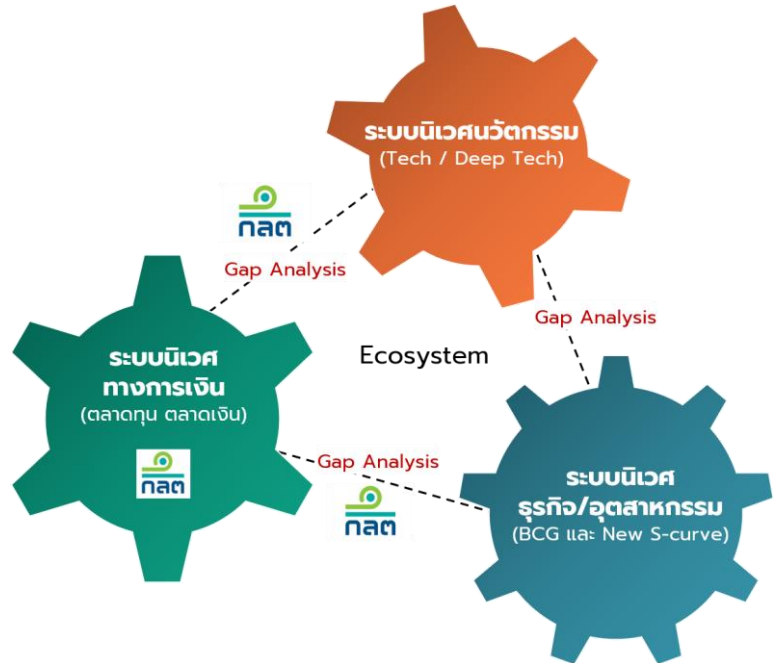 ระบบนิเวศนวัตกรรม
(Tech / Deep Tech)
กลต
Gap Analysis
Gap Analysis
Ecosystem
ระบบนิเวศ
ทางการเงิน
(ตลาดทุน ตลาดเงิน)
กลต
Gap Analysis
กลต
ระบบนิเวศ
ธุรกิจ/อุตสาหกรรม
(BCG และ New S-curve)